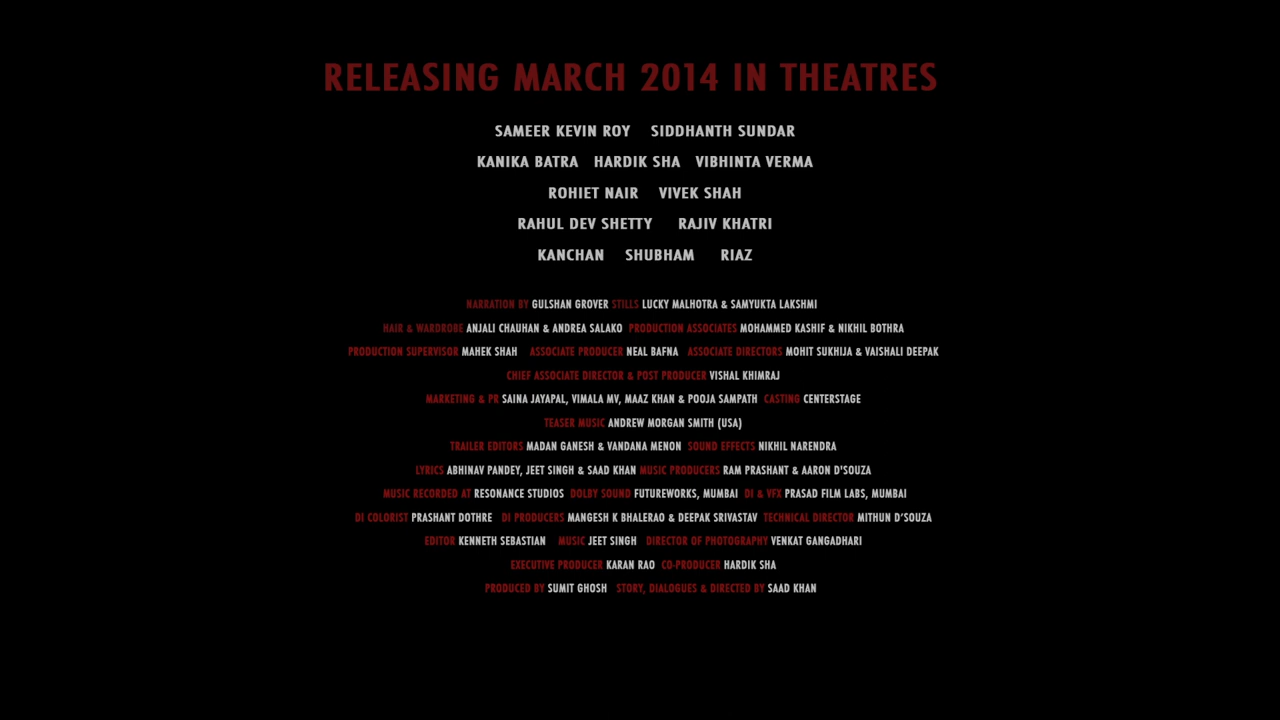 RELEASING MARCH 2014 IN THEATRES
SAMEER KEVIN ROY SIDDHANTH SUNDAR
KANIKA BATRA HARDIK SHA VIBHINTA VERMA
ROHIET NAIR VIVEK SHAH
RAHUL DEV SHETTY RAJIV KHATRI
KANCHAN SHUBHAM RIAZ
NARRATION BY GULSHAN GROVER STILLS LUCKY MALHOTRA & SAMYUKTA LAKSHMI
HAIR & WARDROBE ANJALI CHAUHAN & ANDREA SALAKO PRODUCTION ASSOCIATES MOHAMMED KASHIF & NIKHIL BOTHRA
PRODUCTION SUPERVISOR MAHEK SHAH ASSOCIATE PRODUCER NEAL BAFNA ASSOCIATE DIRECTORS MOHIT SUKHIJA & VAISHALI DEEPAK
CHIEF ASSOCIATE DIRECTOR & POST PRODUCER VISHAL KHIMRAJ
MARKETING & PR SAINA JAYAPAL, VIMALA MV, MAAZ KHAN & POOJA SAMPATH CASTING CENTERSTAGE
TEASER MUSIC ANDREW MORGAN SMITH (USA)
TRAILER EDITORS MADAN GANESH & VANDANA MENON SOUND EFFECTS NIKHIL NARENDRA
LYRICS ABHINAV PANDEY, JEET SINGH & SAAD KHAN MUSIC PRODUCERS RAM PRASHANT & AARON D'SOUZA
MUSIC RECORDED AT RESONANCE STUDIOS DOLBY SOUND FUTUREWORKS, MUMBAI DI & VFX PRASAD FILM LABS, MUMBAI
DI COLORIST PRASHANT DOTHRE DI PRODUCERS MANGESH K BHALERAO & DEEPAK SRIVASTAV TECHNICAL DIRECTOR MITHUN D'SOUZA
EDITOR KENNETH SEBASTIAN MUSIC JEET SINGH DIRECTOR OF PHOTOGRAPHY VENKAT GANGADHARI
EXECUTIVE PRODUCER KARAN RAO CO-PRODUCER HARDIK SHA
PRODUCED BY SUMIT GHOSH STORY, DIALOGUES & DIRECTED BY SAAD KHAN